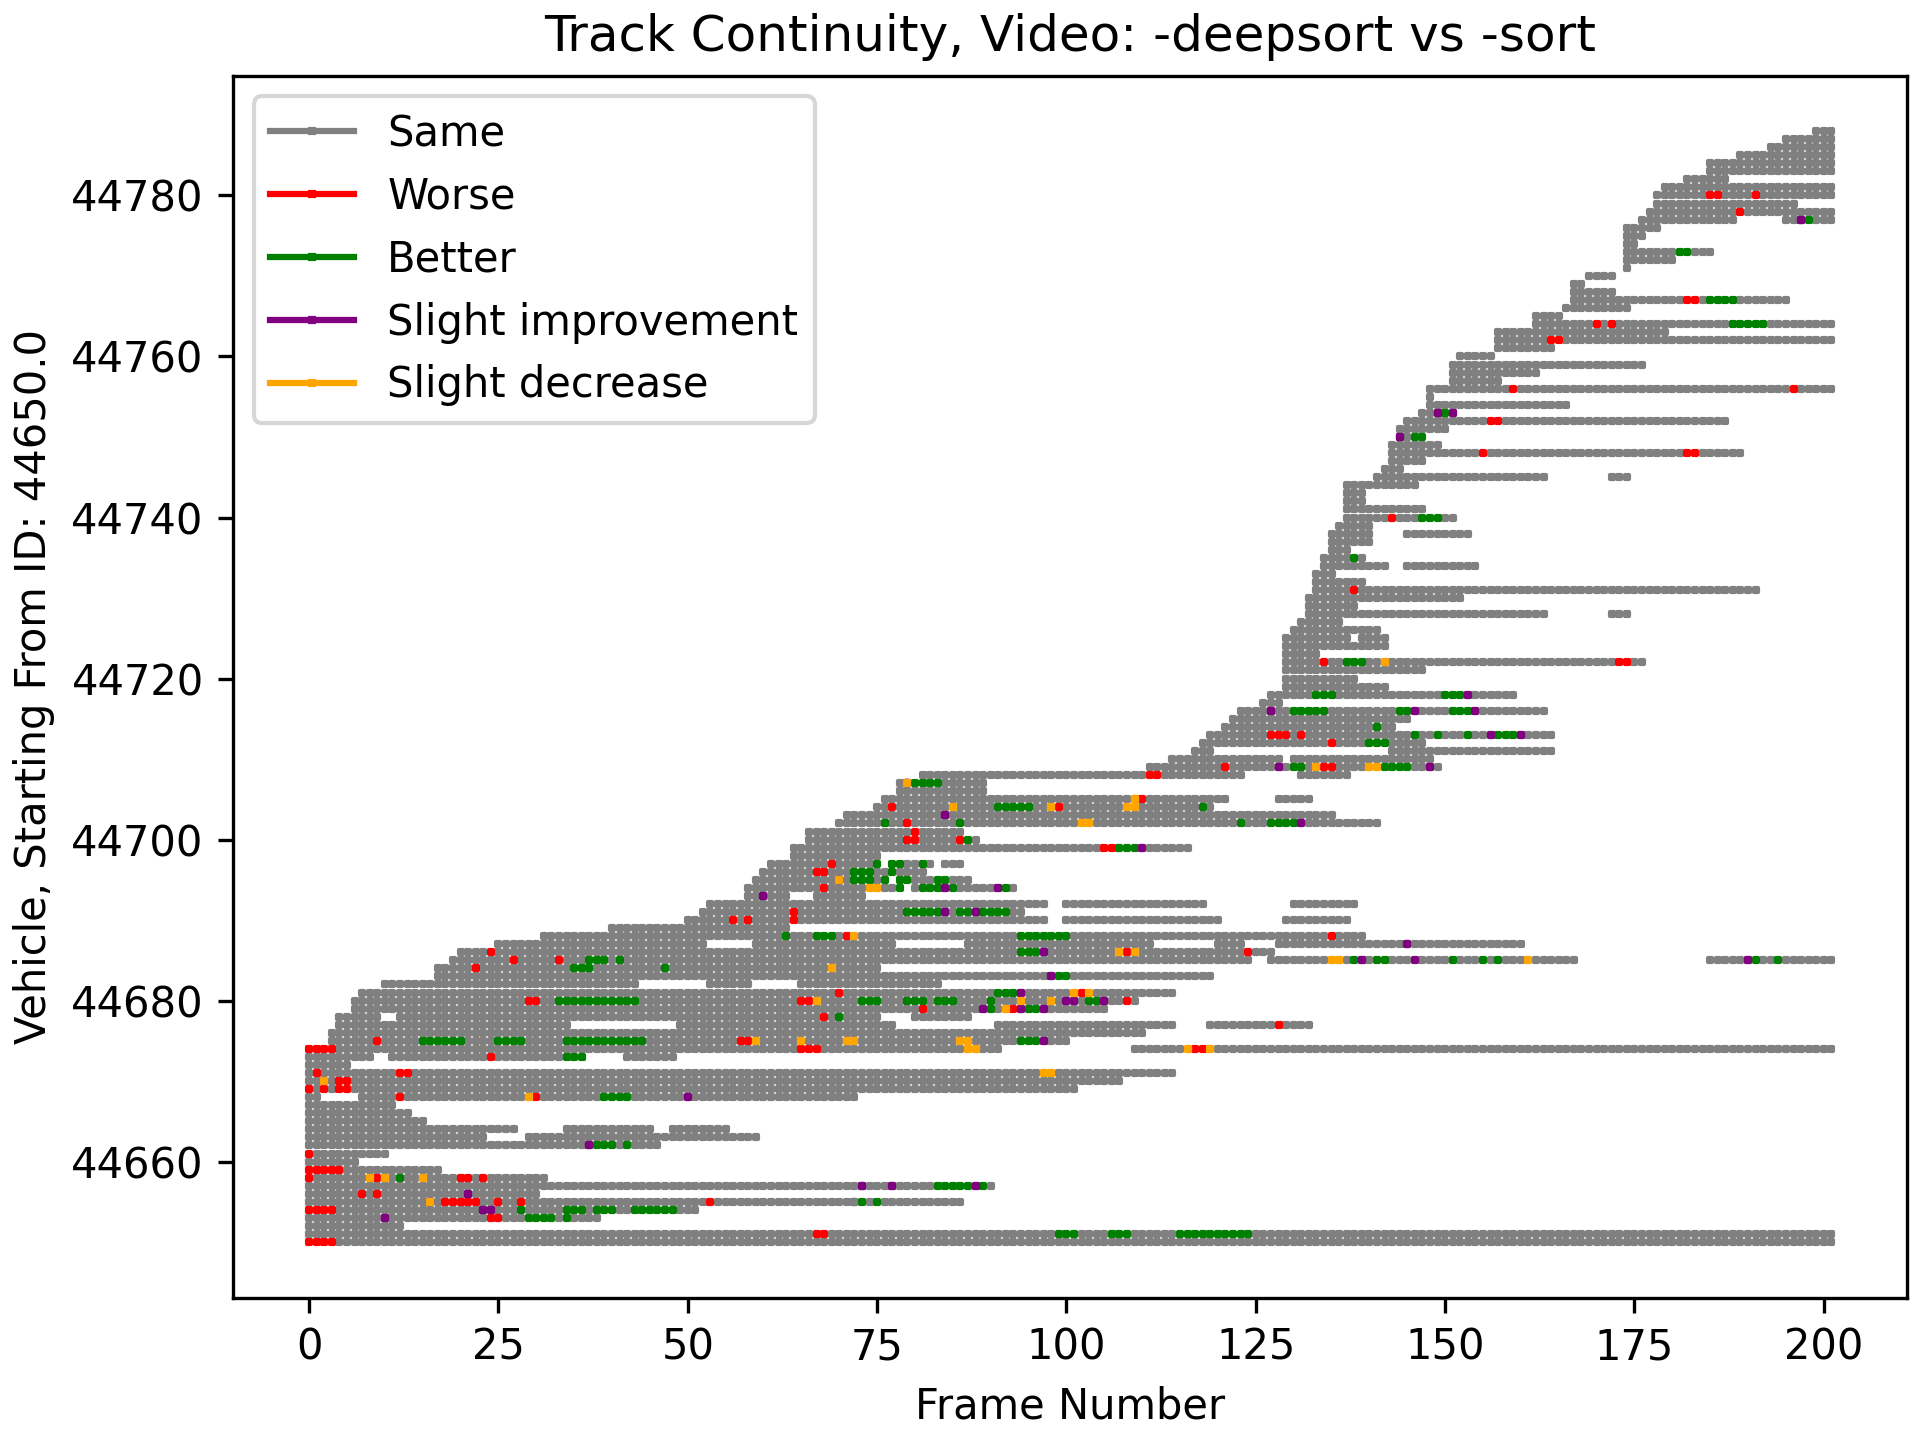 Track Continuity, Video: -deepsort vs -sort
Same
Worse
Better
Slight improvement
Slight decrease
44780
44760
44740
44720
44700
44680
44660
Vehicle, Starting From ID: 44650.0
0 25 50 75 100 125 150 175 200
Frame Number